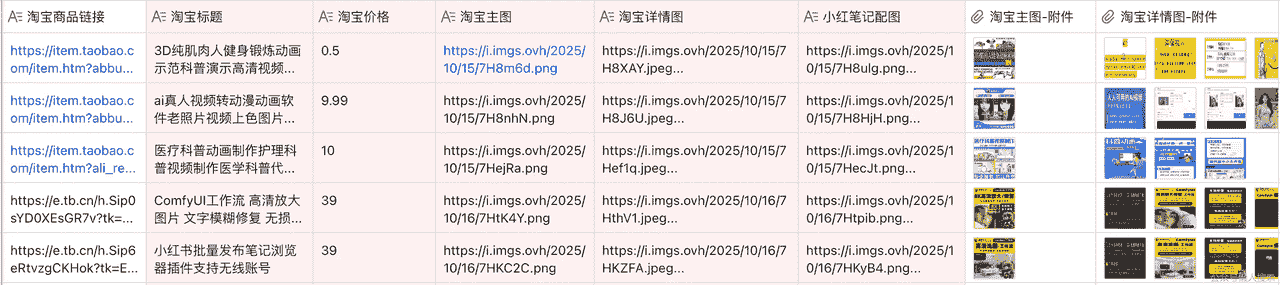 淘宝商品链接 淘宝标题 淘宝价格 淘宝主图 淘宝详情图 小红笔记配图 淘宝主图-附件 淘宝详情图-附件
https://item.taobao.c 3D纯肌肉人健身锻炼动画 0.5 https://i.imgs.ovh/2025/ https://i.imgs.ovh/2025/10/15/7 https://i.imgs.ovh/2025/1
om/item.htm?abbu... 示范科普演示高清视频... 10/15/7H8m6d.png H8XAY.jpeg... 0/15/7H8ulg.png
https://item.taobao.c ai真人视频转动漫动画软 9.99 https://i.imgs.ovh/2025/ https://i.imgs.ovh/2025/10/15/7 https://i.imgs.ovh/2025/1
om/item.htm?abbu... 件老照片视频上色图片... 10/15/7H8nhN.png H8J6U.jpeg... 0/15/7H8HjH.png
https://item.taobao.c 医疗科普动画制作护理科 10 https://i.imgs.ovh/2025/ https://i.imgs.ovh/2025/10/15/7 https://i.imgs.ovh/2025/1
om/item.htm?ali_re... 普视频制作医学科普代... 10/15/7HejRa.png Hef1q.jpeg... 0/15/7HecJt.png
https://e.tb.cn/h.Sip0 ComfyUI工作流 高清放大 39 https://i.imgs.ovh/2025/ https://i.imgs.ovh/2025/10/16/7 https://i.imgs.ovh/2025/1
sYD0XEsGR7v?tk=... 图片 文字模糊修复 无损... 10/16/7HtK4Y.png HthV1.jpeg... 0/16/7Htpib.png
https://e.tb.cn/h.Sip6 小红书批量发布笔记浏览 39 https://i.imgs.ovh/2025/ https://i.imgs.ovh/2025/10/16/7 https://i.imgs.ovh/2025/1
eRtvzgCKHok?tk=E... 器插件支持无线账号 10/16/7HKC2C.png HKZFA.jpeg... 0/16/7HKyB4.png